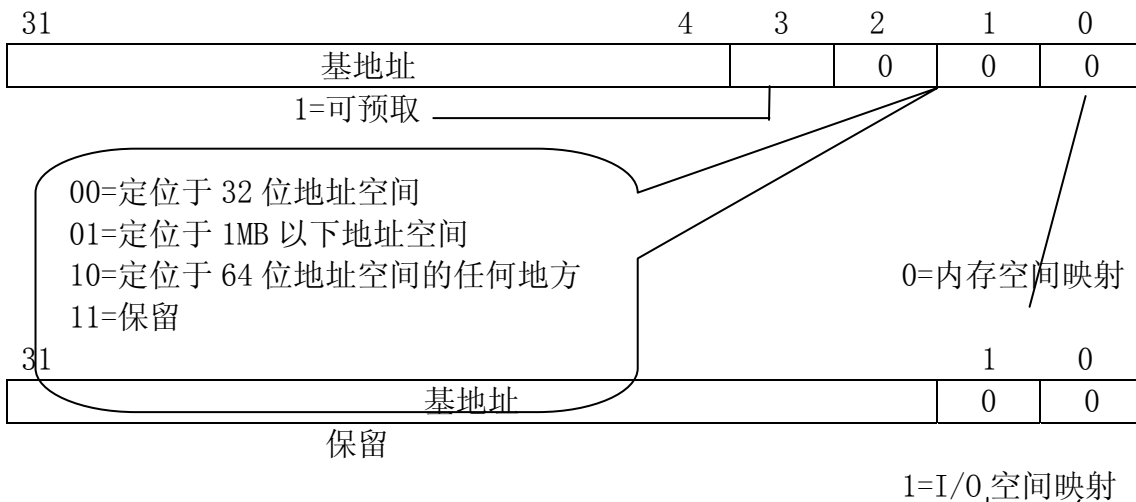 31 4 3 2 1 0
基地址 0 0 0
1=可预取
00=定位于 32 位地址空间
01=定位于 1MB 以下地址空间
10=定位于 64 位地址空间的任何地方
0=内存空间映射
11=保留
31 1 0
基地址 0 0
保留
1=I/O 空间映射